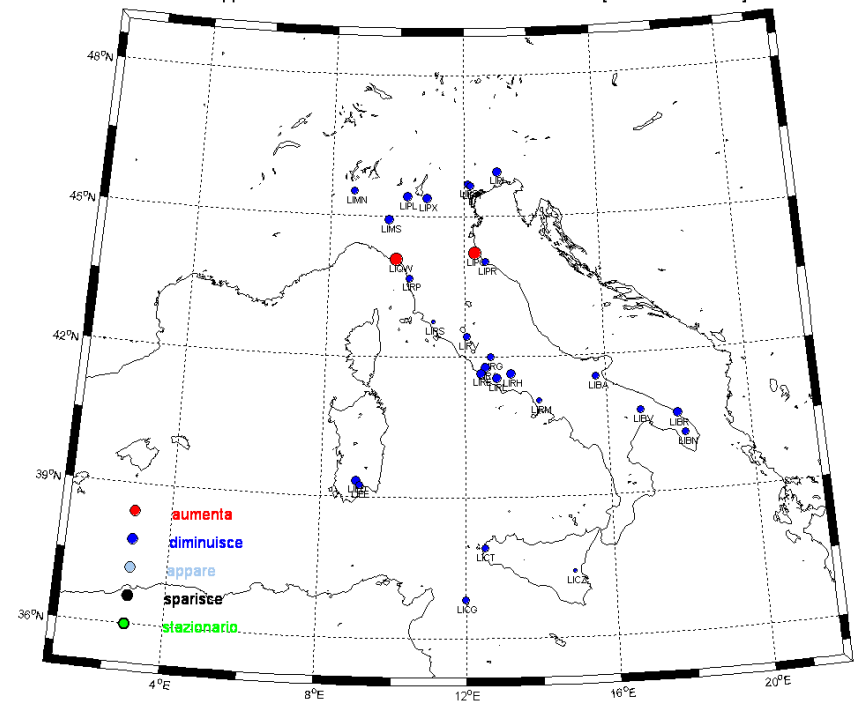 48°N
45°N
42°N
39°N
36°N
4°E
8°E
12°E
16°E
20°E
LIMN
LIPL
LIPX
LIMS
LIQW
LIPR
LIRP
LIRS
LIRV
LIRG
LIRE
LIRL
LIRH
LIRM
LIBA
LIBV
LIBR
LIBN
LICT
LICZ
LICG
aumenta
diminuisce
appare
sparisce
stazionario